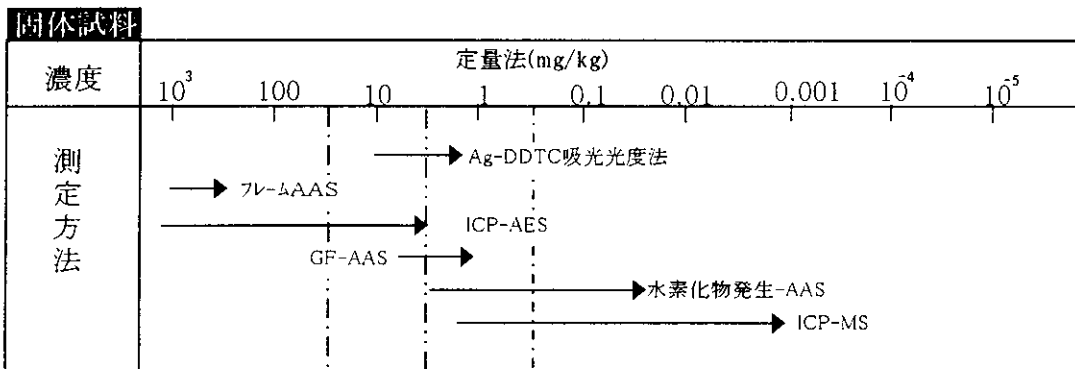 固体試料
定量法(mg/kg)
濃度
10³ 100 10 1 0.1 0.01 0.001 10⁻⁴ 10⁻⁵
測定方法
Ag-DDTC吸光光度法
フレームAAS
ICP-AES
GF-AAS
水素化物発生-AAS
ICP-MS